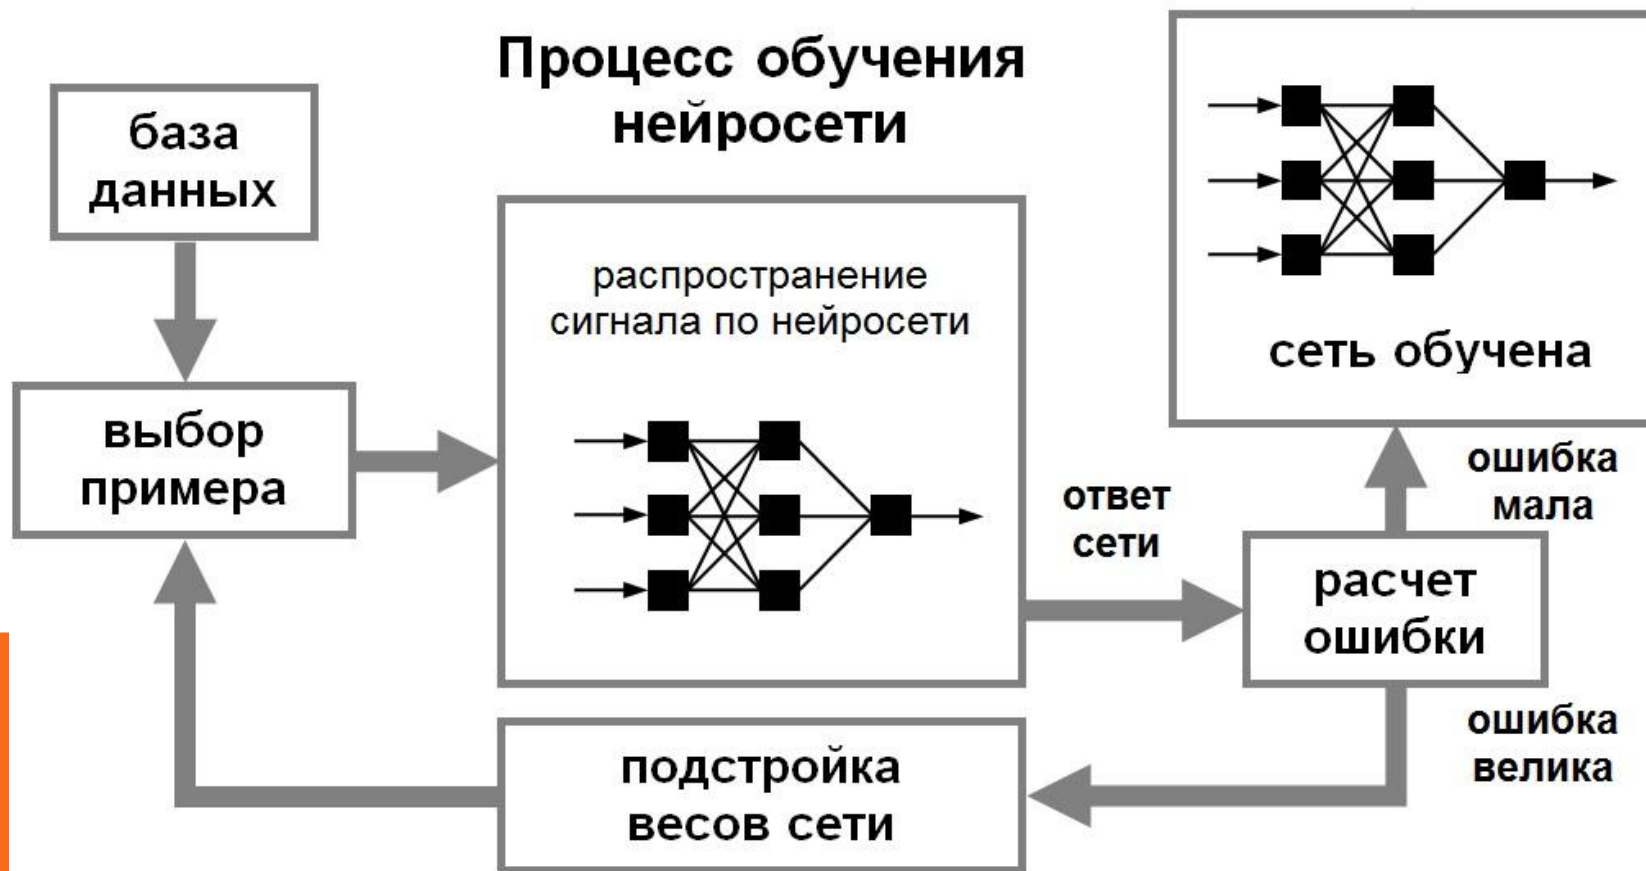 Процесс обучения
нейросети
база
данных
выбор
примера
распространение
сигнала по нейросети
ответ
сети
расчет
ошибки
ошибка
мала
сеть обучена
ошибка
велика
подстройка
весов сети